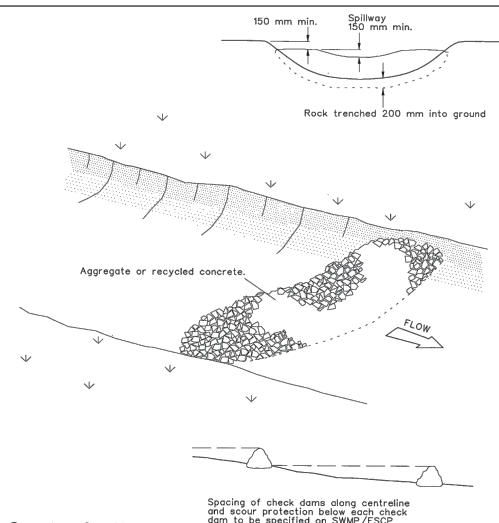 150 mm min.
Spillway
150 mm min.
Rock trenched 200 mm into ground
Aggregate or recycled concrete.
FLOW
Spacing of check dams along centreline
and scour protection below each check
dam to be specified on SWMP/ESCP